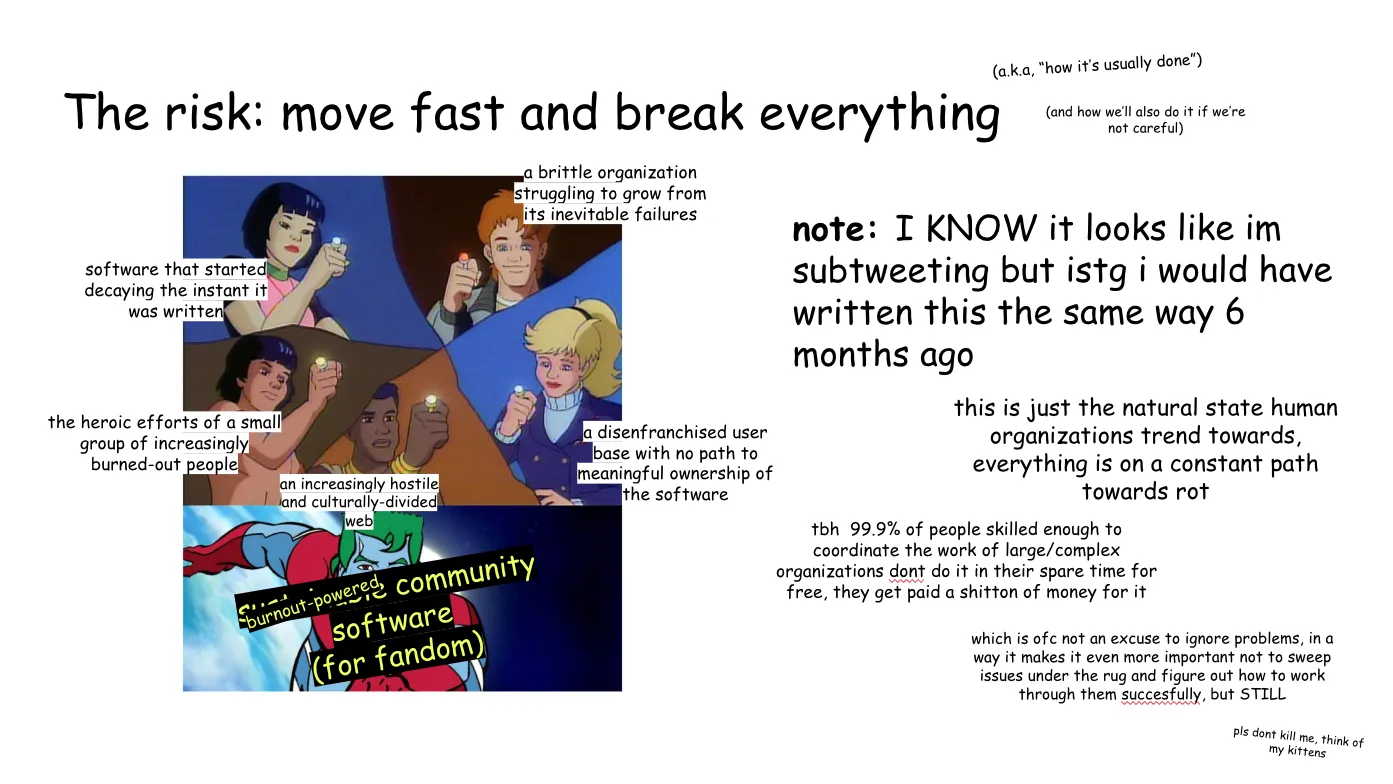 (a.k.a, “how it’s usually done”)
The risk: move fast and break everything
(and how we’ll also do it if we’re
not careful)
a brittle organization
struggling to grow from
its inevitable failures
software that started
decaying the instant it
was written
the heroic efforts of a small
group of increasingly
burned-out people
an increasingly hostile
and culturally-divided
web
a disenfranchised user
base with no path to
meaningful ownership of
the software
burnout-powered
community
software
(for fandom)
note: I KNOW it looks like im
subtweeting but istg i would have
written this the same way 6
months ago
this is just the natural state human
organizations trend towards,
everything is on a constant path
towards rot
tbh 99.9% of people skilled enough to
coordinate the work of large/complex
organizations dont do it in their spare time for
free, they get paid a shitton of money for it
which is ofc not an excuse to ignore problems, in a
way it makes it even more important not to sweep
issues under the rug and figure out how to work
through them succesfully, but STILL
pls dont kill me, think of
my kittens